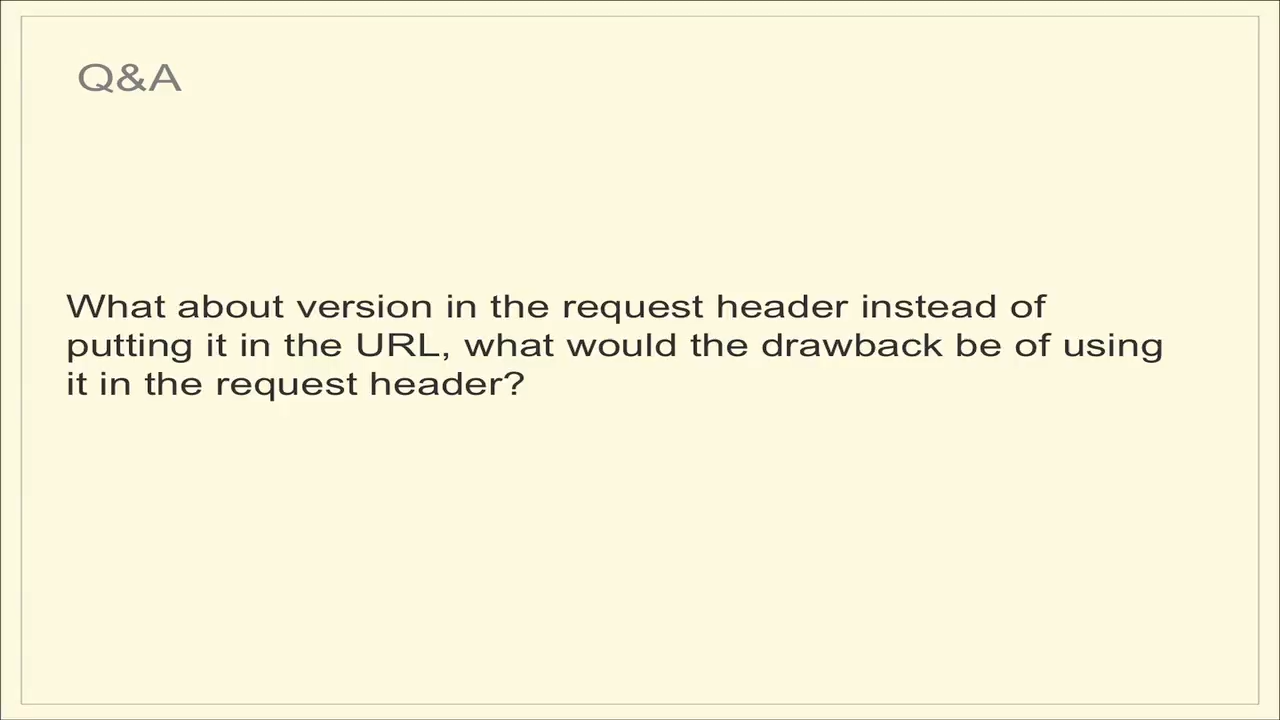 Q&A
What about version in the request header instead of
putting it in the URL, what would the drawback be of using
it in the request header?